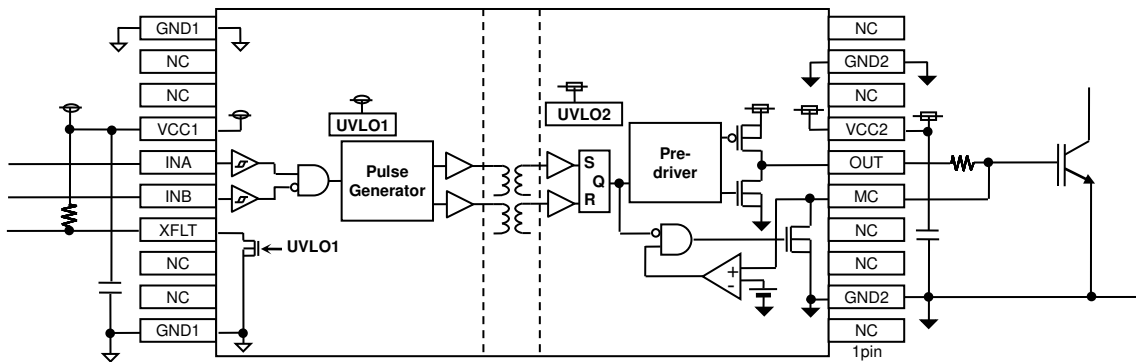 GND1
NC
NC
VCC1
INA
INB
XFLT
NC
NC
GND1
UVLO1
Pulse
Generator
UVLO1
UVLO2
S
Q
R
Pre-
driver
+
-
NC
GND2
NC
VCC2
OUT
MC
NC
NC
GND2
NC
1pin